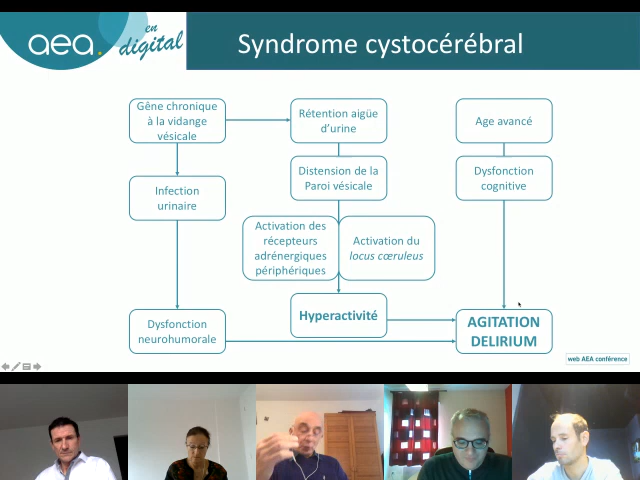 aea.
en
digital
Syndrome cystocérébral
Gêne chronique
à la vidange
vésicale
Rétention aigüe
d'urine
Age avancé
Distension de la
Paroi vésicale
Dysfonction
cognitive
Infection
urinaire
Activation des
récepteurs
adrénergiques
périphériques
Activation du
locus cœruleus
Hyperactivité
Dysfonction
neurohumorale
AGITATION
DELIRIUM
web AEA conférence